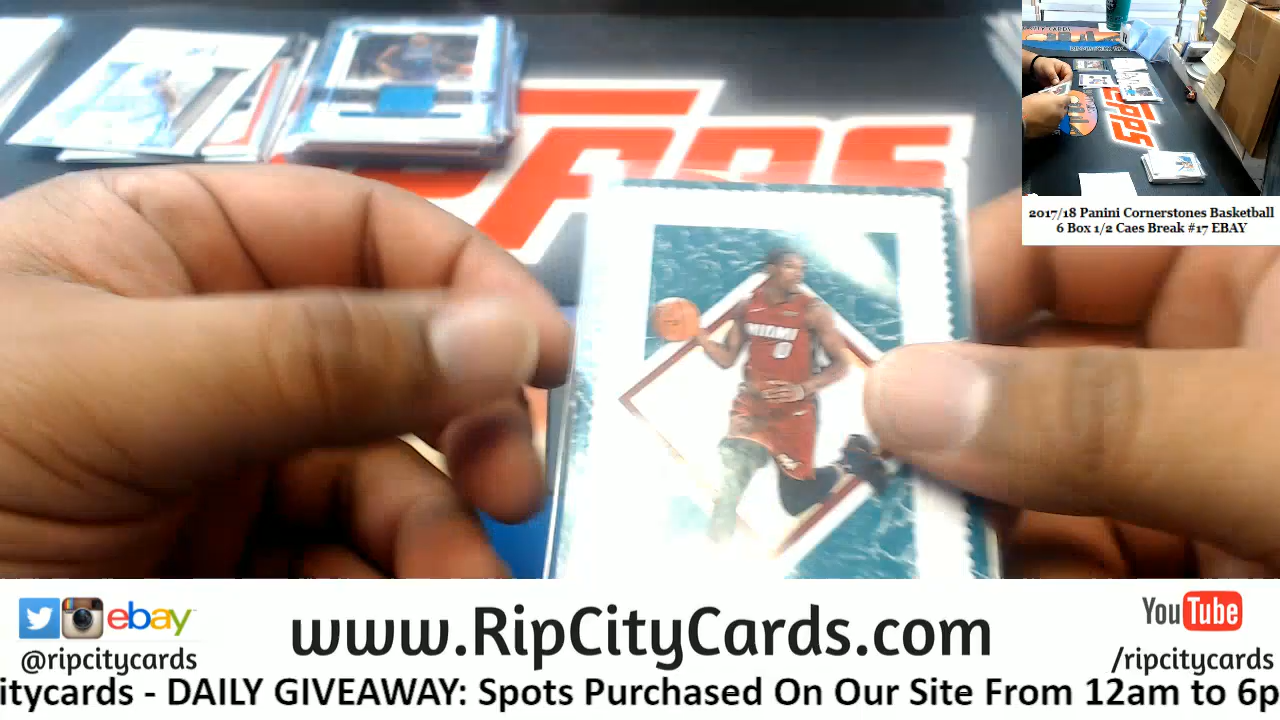 MIAMI
0
2017/18 Panini Cornerstones Basketball
6 Box 1/2 Caes Break #17 EBAY
ebay
@ripcitycards
www.RipCityCards.com
YouTube
/ripcitycards
itycards - DAILY GIVEAWAY: Spots Purchased On Our Site From 12am to 6p